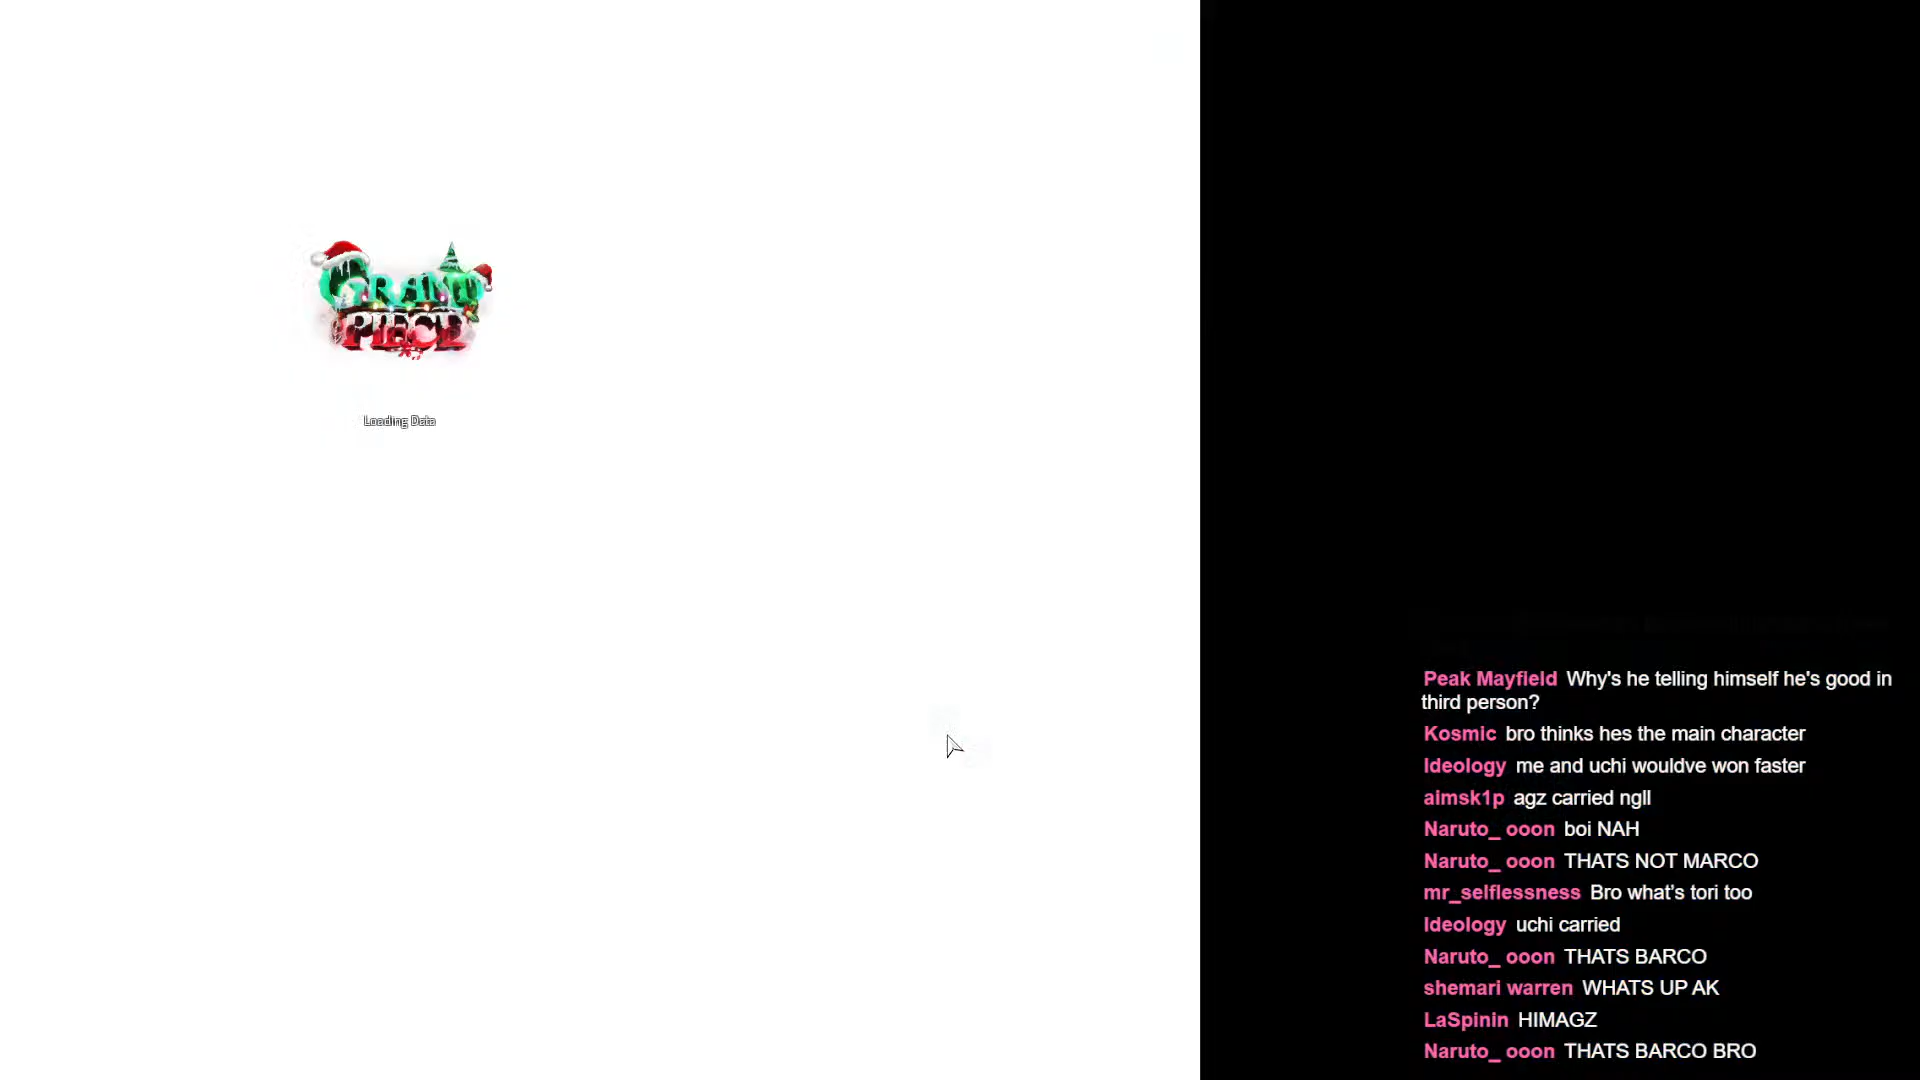 GRAND
PIECE
Loading Data
Peak Mayfield Why's he telling himself he's good in
third person?
Kosmic bro thinks hes the main character
Ideology me and uchi wouldve won faster
aimsk1p agz carried ngll
Naruto_ ooon boi NAH
Naruto_ ooon THATS NOT MARCO
mr_selflessness Bro what's tori too
Ideology uchi carried
Naruto_ ooon THATS BARCO
shemari warren WHATS UP AK
LaSpinin HIMAGZ
Naruto_ ooon THATS BARCO BRO